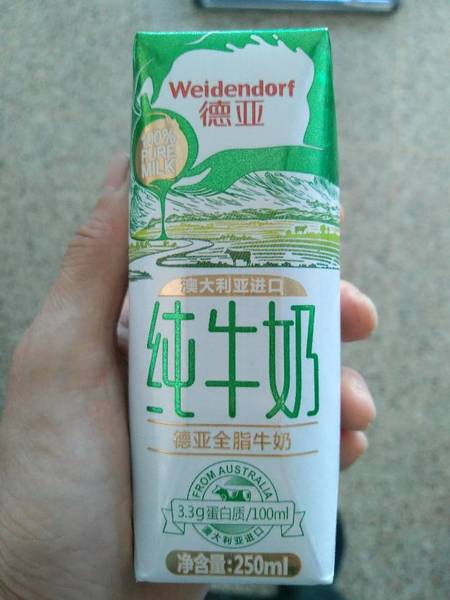 Weidendorf
德亚
100%
PURE
MILK
澳大利亚进口
纯牛奶
德亚全脂牛奶
FROM AUSTRALIA
3.3g蛋白质/100ml
澳大利亚进口
净含量:250ml